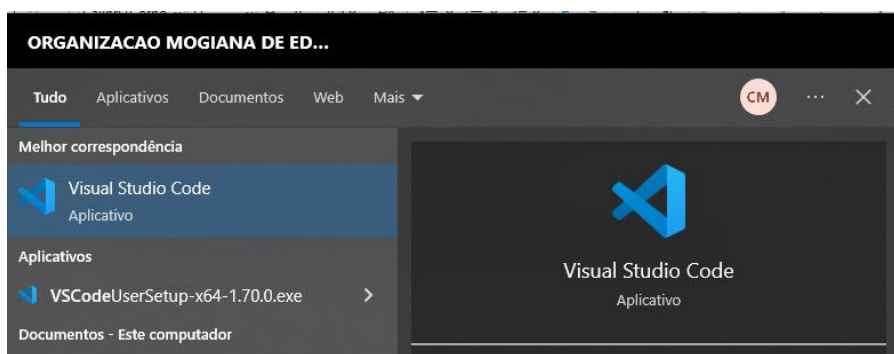 ORGANIZACAO MOGIANA DE ED...
Tudo Aplicativos Documentos Web Mais
CM ...
Melhor correspondência
Visual Studio Code
Aplicativo
Aplicativos
VSCodeUserSetup-x64-1.70.0.exe
Documentos - Este computador
Visual Studio Code
Aplicativo